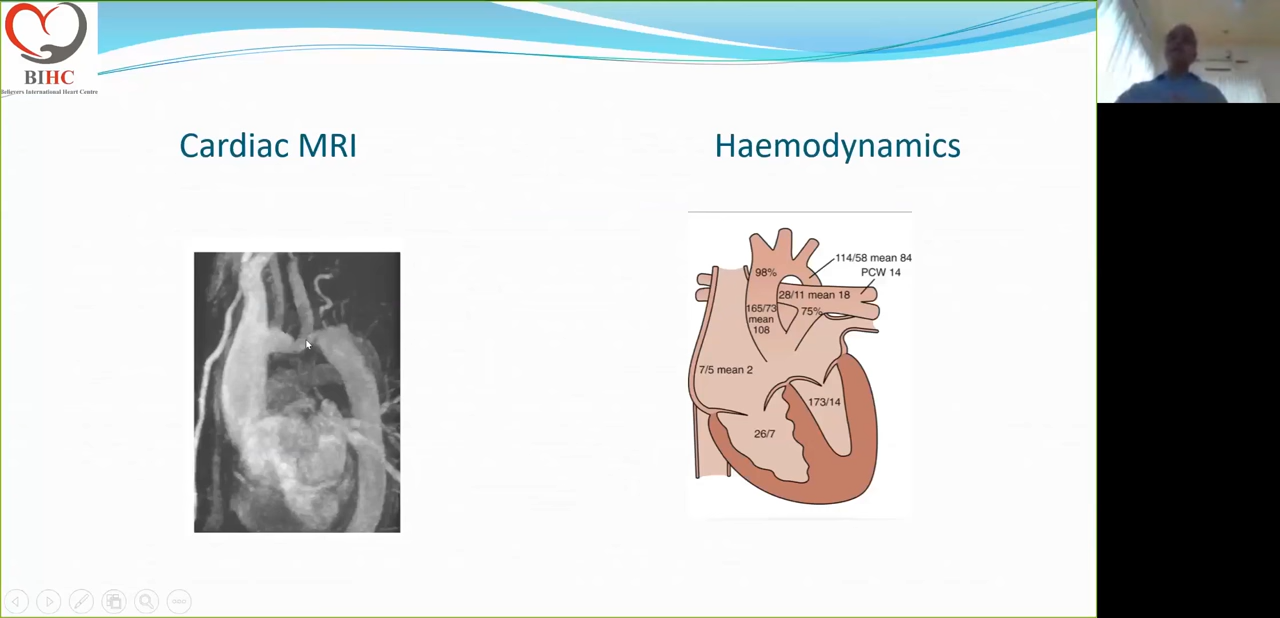 BIHC
Believers International Heart Centre
Cardiac MRI
Haemodynamics
114/58 mean 84
PCW 14
98%
28/11 mean 18
165/73
mean
108
75%
7/5 mean 2
173/14
26/7